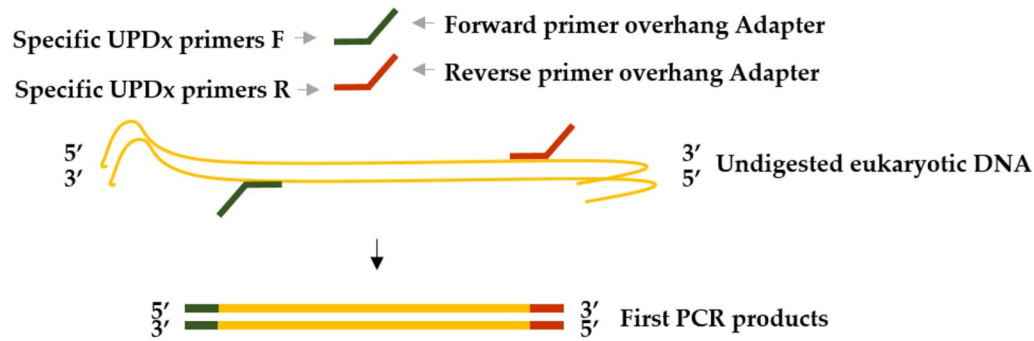 Specific UPDx primers F
Forward primer overhang Adapter
Specific UPDx primers R
Reverse primer overhang Adapter
5′ 3′
3′ 5′
Undigested eukaryotic DNA
5′ 3′
3′ 5′
First PCR products